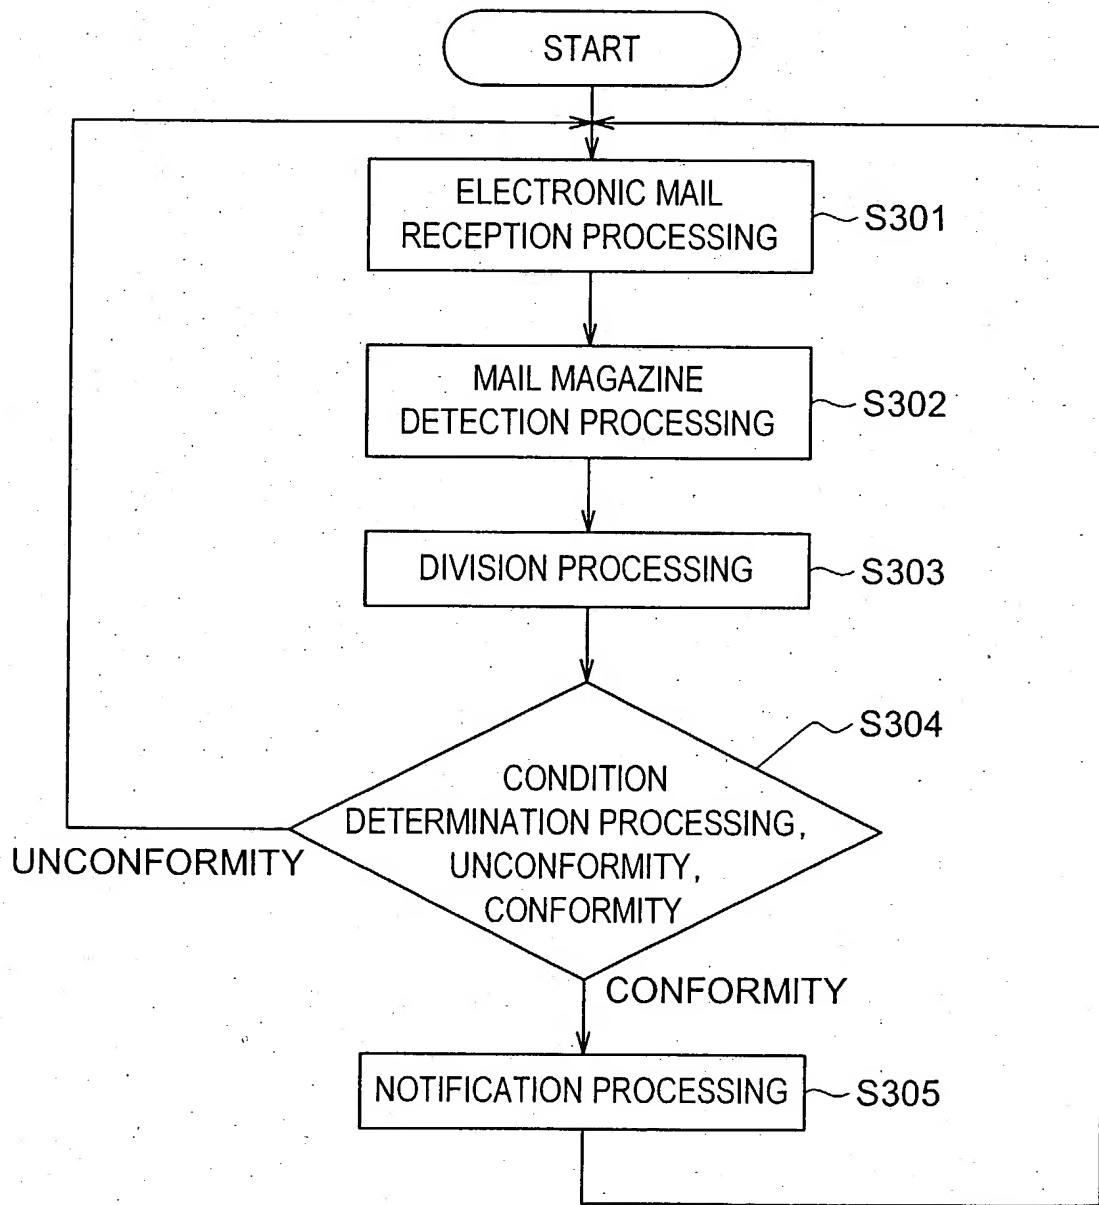 START
ELECTRONIC MAIL
RECEPTION PROCESSING
S301
MAIL MAGAZINE
DETECTION PROCESSING
S302
DIVISION PROCESSING
S303
S304
CONDITION
DETERMINATION PROCESSING,
UNCONFORMITY,
CONFORMITY
UNCONFORMITY
CONFORMITY
NOTIFICATION PROCESSING
S305